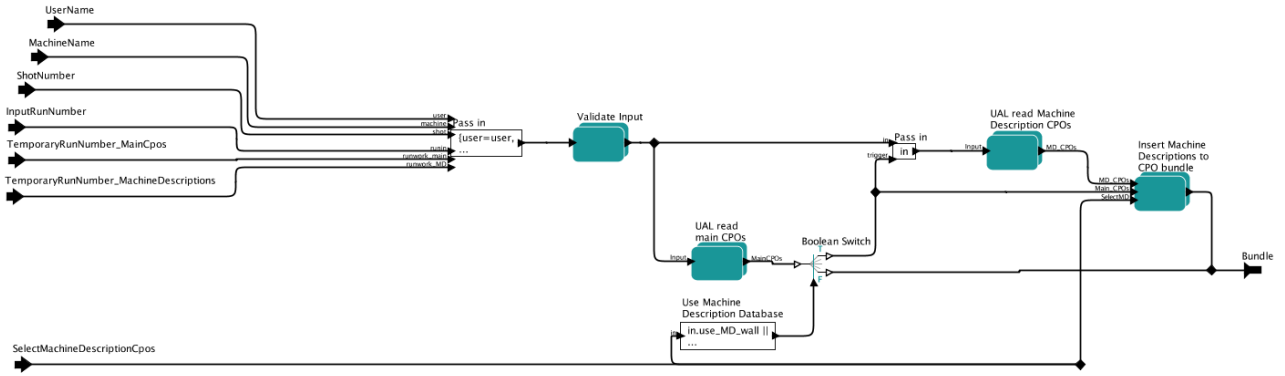 UserName
MachineName
ShotNumber
InputRunNumber
TemporaryRunNumber_MainCpos
TemporaryRunNumber_MachineDescriptions
user
machine
shot
runin
runwork_main
runwork_MD
Pass in
{user=user,
...
Validate Input
in
trigger
Pass in
in
UAL read Machine
Description CPOs
Input
MD_CPOs
Insert Machine
Descriptions to
CPO bundle
MD_CPOs
Main_CPOs
SelectMD
UAL read
main CPOs
Input
MainCPOs
Boolean Switch
T
F
Bundle
Use Machine
Description Database
in
in.use_MD_wall ||
...
SelectMachineDescriptionCpos